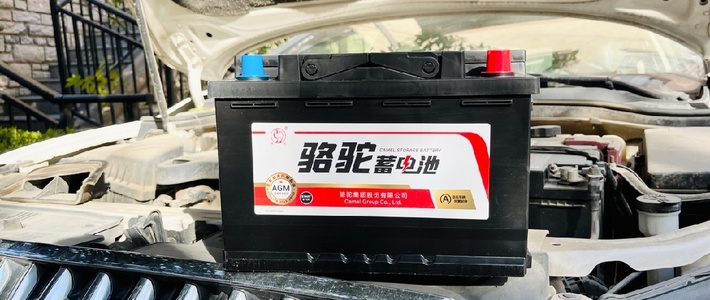 CAMEL STORAGE BATTERY
骆驼蓄电池
AGM
骆驼集团股份有限公司
Camel Group Co., Ltd.
A